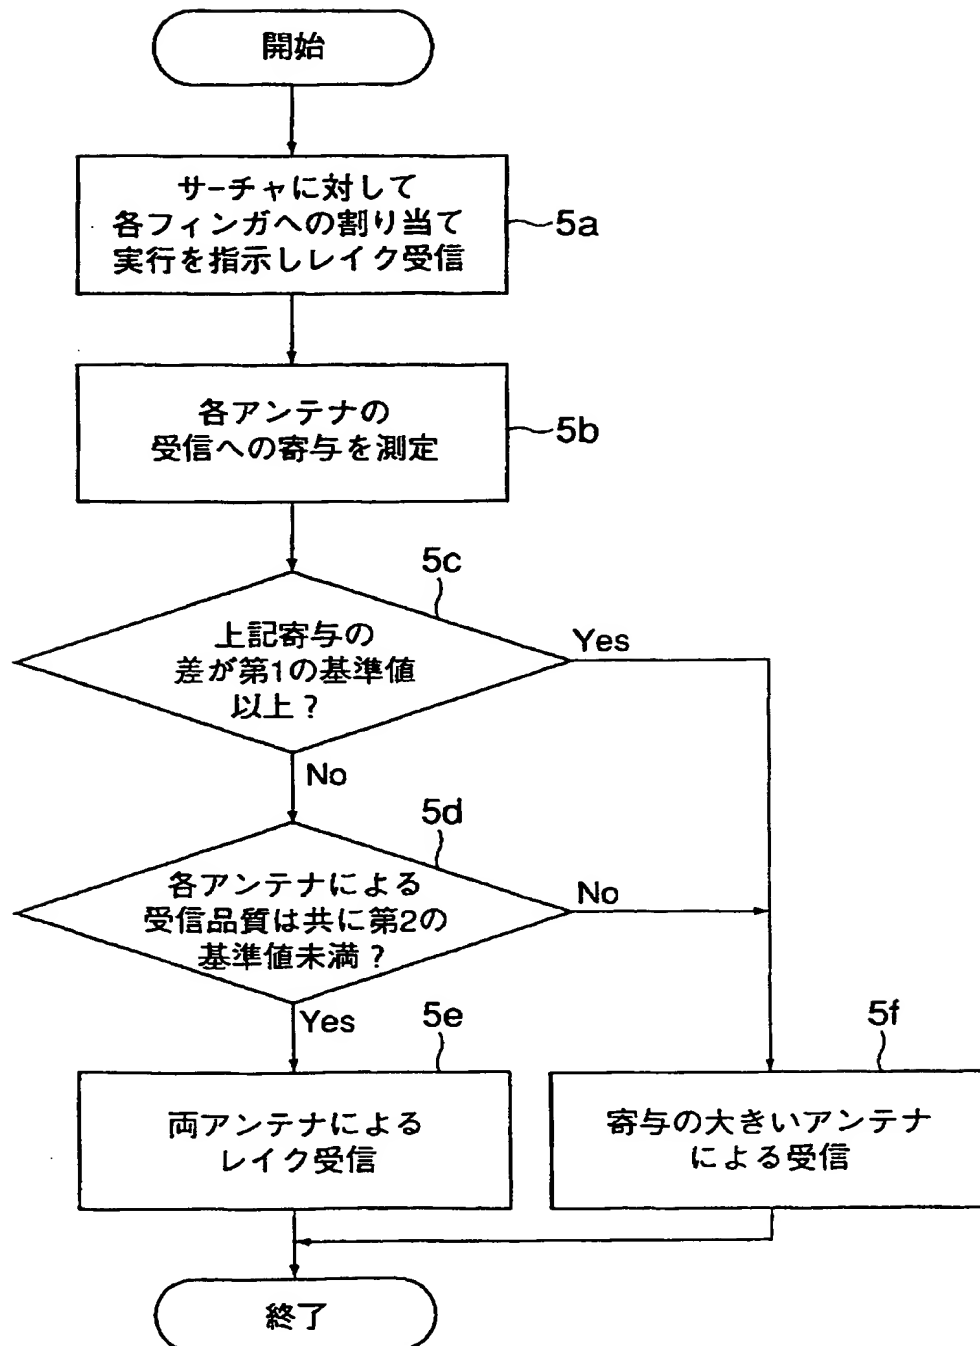 開始
サーチャに対して
各フィンガへの割り当て
実行を指示しレイク受信
5a
各アンテナの
受信への寄与を測定
5b
5c
上記寄与の
差が第1の基準値
以上？
Yes
No
5d
各アンテナによる
受信品質は共に第2の
基準値未満？
No
Yes
5e
5f
両アンテナによる
レイク受信
寄与の大きいアンテナ
による受信
終了